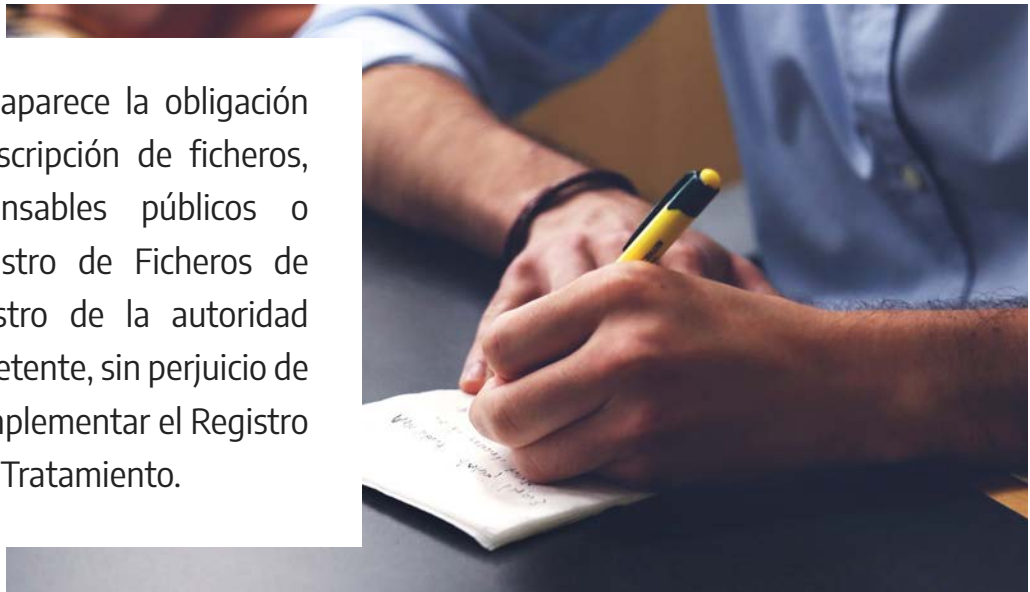 aparece la obligación
scripción de ficheros,
nsables públicos o
stro de Ficheros de
stro de la autoridad
etente, sin perjuicio de
nplementar el Registro
Tratamiento.